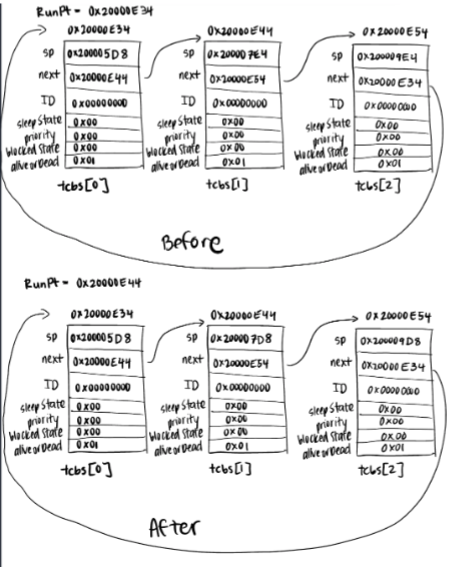 RunPt = 0x20000E34
0x20000E34 0x20000E44 0x20000E54
sp 0x200005D8 sp 0x200007E4 sp 0x200009E4
next 0x20000E44 next 0x20000E54 next 0x20000E34
ID 0x00000000 ID 0x00000000 ID 0x00000000
sleep State 0x00 sleep State 0x00 sleep State 0x00
priority 0x00 priority 0x00 priority 0x00
blocked State 0x00 blocked State 0x00 blocked State 0x00
alive or Dead 0x01 alive or Dead 0x01 alive or Dead 0x01
tcbs[0] tcbs[1] tcbs[2]
Before
RunPt = 0x20000E44
0x20000E34 0x20000E44 0x20000E54
sp 0x200005D8 sp 0x200007D8 sp 0x200009D8
next 0x20000E44 next 0x20000E54 next 0x20000E34
ID 0x00000000 ID 0x00000000 ID 0x00000000
sleep State 0x00 sleep State 0x00 sleep State 0x00
priority 0x00 priority 0x00 priority 0x00
blocked State 0x00 blocked State 0x00 blocked State 0x00
alive or Dead 0x01 alive or Dead 0x01 alive or Dead 0x01
tcbs[0] tcbs[1] tcbs[2]
After